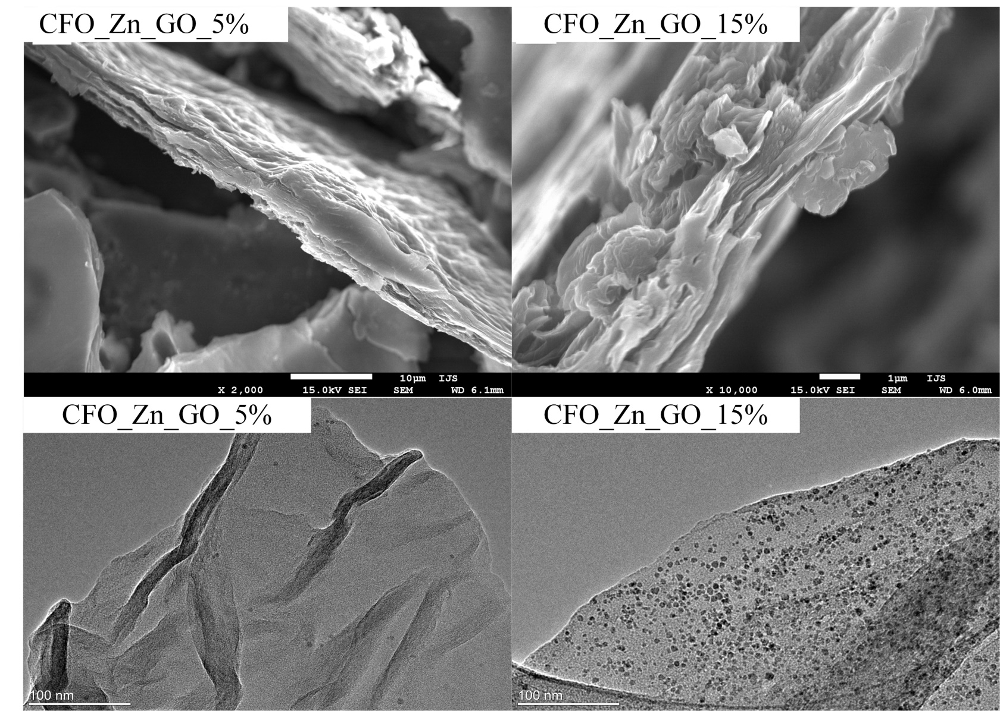 CFO_Zn_GO_5%
CFO_Zn_GO_15%
10μm IJS
X 2,000 15.0kV SEI SEM WD 6.1mm
1μm IJS
X 10,000 15.0kV SEI SEM WD 6.0mm
CFO_Zn_GO_5%
CFO_Zn_GO_15%
100 nm
100 nm